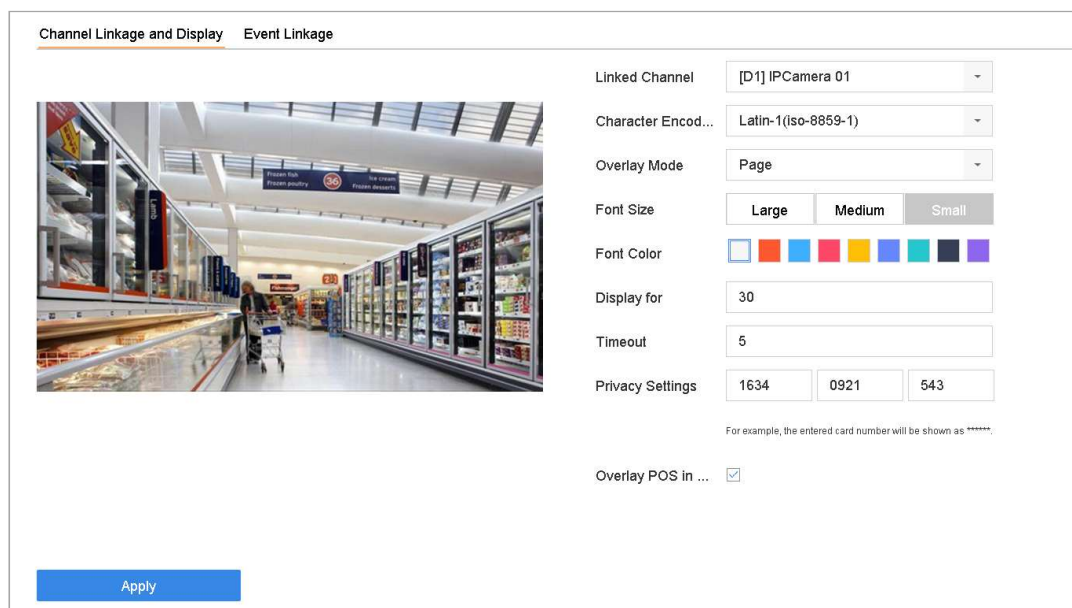 Channel Linkage and Display Event Linkage
Linked Channel [D1] IPCamera 01
Character Encod... Latin-1(iso-8859-1)
Overlay Mode Page
Font Size Large Medium Small
Font Color
Display for 30
Timeout 5
Privacy Settings 1634 0921 543
For example, the entered card number will be shown as ******.
Overlay POS in ...
Frozen fish 36 Ice cream
Frozen poultry Frozen desserts
Lamb
Apply